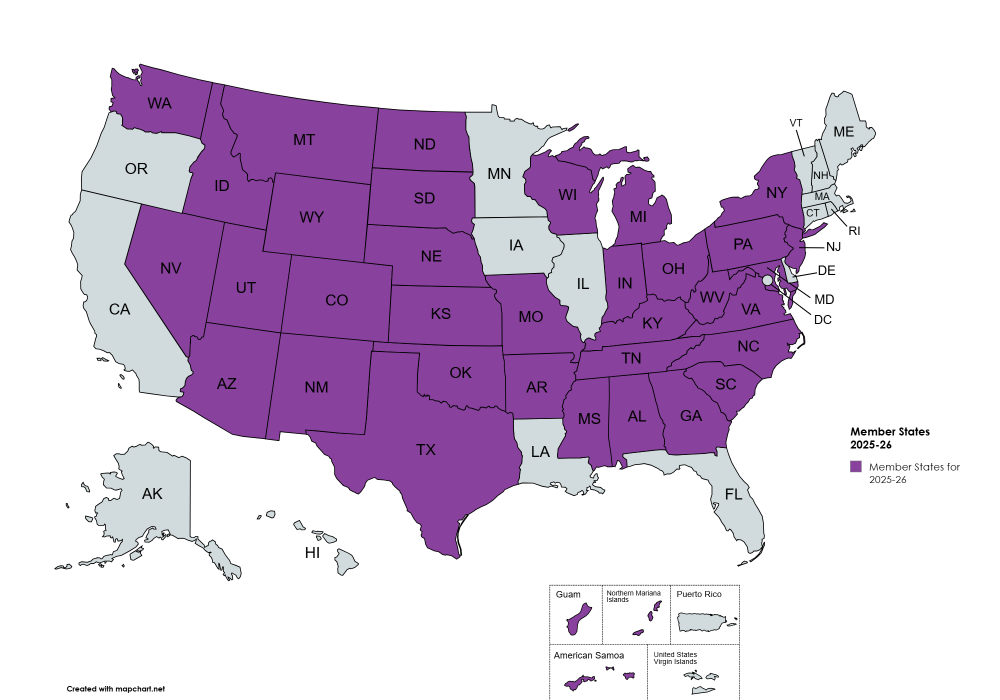 WA
MT
ND
MN
VT
ME
OR
ID
SD
WI
MI
NY
NH
MA
CT
RI
WY
NE
IA
PA
NJ
NV
UT
CO
IL
IN
OH
WV
VA
DE
MD
DC
CA
KS
MO
KY
NC
AZ
NM
OK
AR
TN
SC
MS
AL
GA
TX
LA
FL
AK
HI
Member States
2025-26
Member States for
2025-26
Guam
Northern Mariana
Islands
Puerto Rico
American Samoa
United States
Virgin Islands
Created with mapchart.net